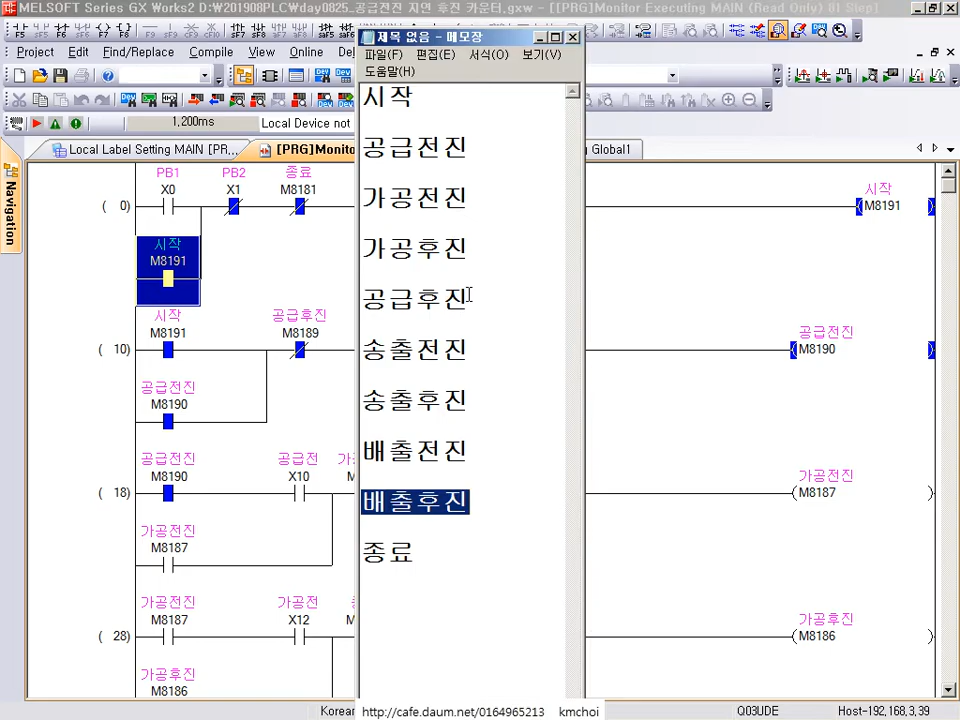 MELSOFT Series GX Works2 D:\201908PLC\day0825_공급전진 지연 후진 카운터.gxw - [[PRG]Monitor Executing MAIN (Read Only) 01 Step]
Project Edit Find/Replace Compile View Online
1,200ms Local Device not
Navigation
Local Label Setting MAIN [PR... [PRG]Monito
Global1
제목 없음 - 메모장
파일(F) 편집(E) 서식(O) 보기(V)
도움말(H)
시작
공급전진
가공전진
가공후진
공급후진
송출전진
송출후진
배출전진
배출후진
종료
PB1 PB2 종료
X0 X1 M8181
( 0)
시작
M8191
시작
M8191
시작 공급후진
M8191 M8189
( 10)
공급전진
M8190
공급전진
M8190
공급전진 공급전
M8190 X10
( 18)
가공전진
M8187
가공전진
M8187
가공전진 가공전
M8187 X12
( 28)
가공후진
M8186
가공후진
M8186
Korean
http://cafe.daum.net/0164965213 kmchoi
Q03UDE Host-192,168,3,39